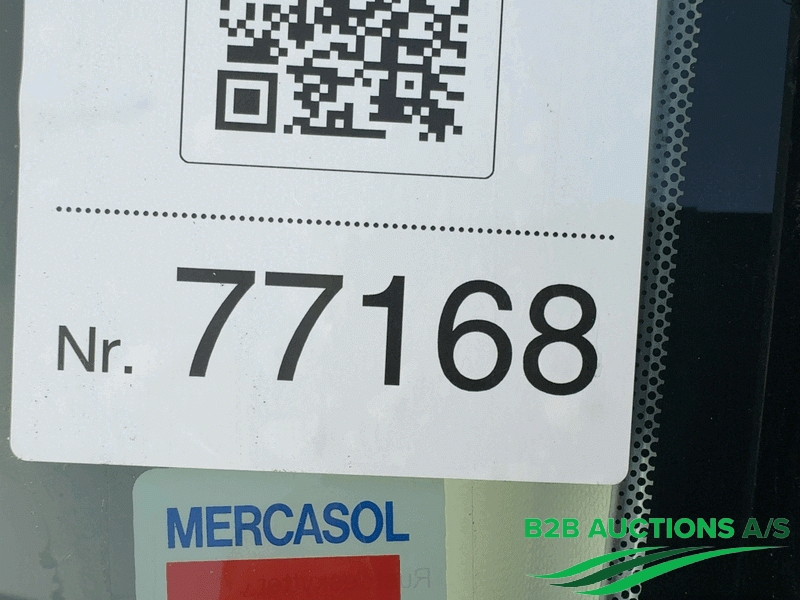 Nr. 77168
MERCASOL
B2B AUCTIONS A/S